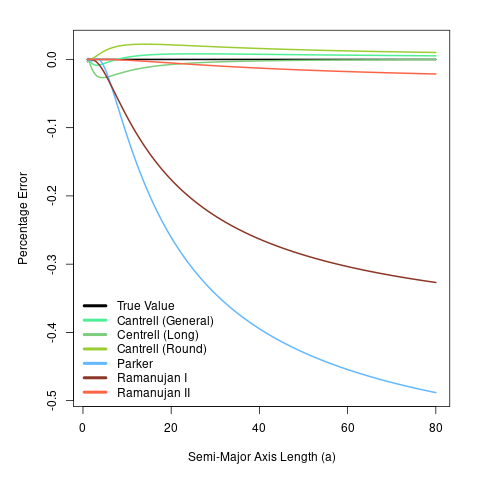 0.0
-0.1
-0.2
-0.3
-0.4
-0.5
Percentage Error
True Value
Cantrell (General)
Centrell (Long)
Cantrell (Round)
Parker
Ramanujan I
Ramanujan II
0 20 40 60 80
Semi-Major Axis Length (a)